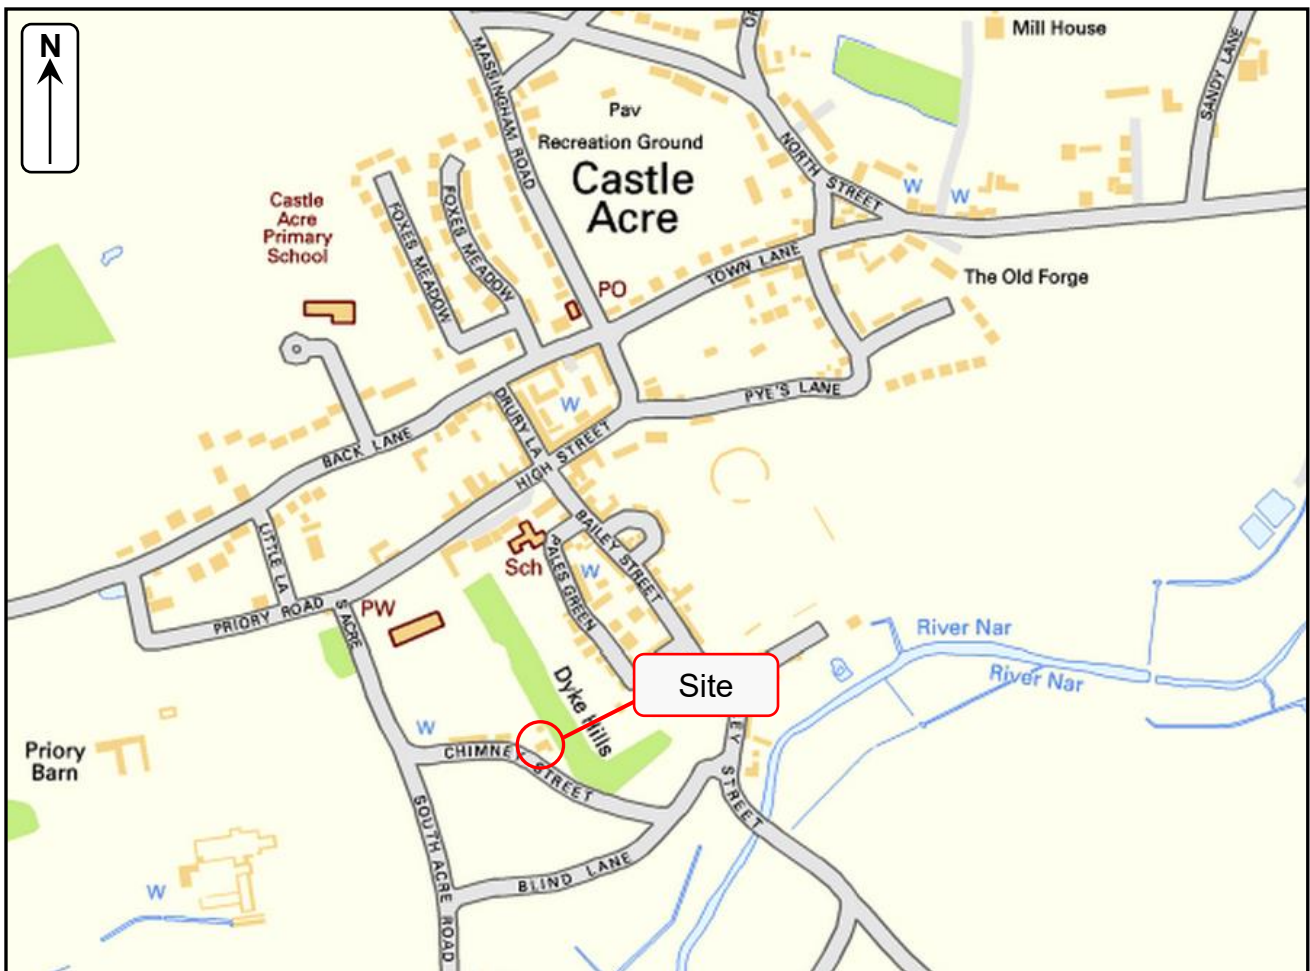 N
Mill House
OR
SANDY LANE
MASSINGHAM ROAD
Pav
Recreation Ground
Castle
Acre
NORTH STREET
W
W
Castle
Acre
Primary
School
FOXES MEADOW
FOXES MEADOW
TOWN LANE
The Old Forge
PO
PYE'S LANE
DRURY LA
W
HIGH STREET
BACK LANE
LITTLE LA
BAILEY STREET
PALES GREEN
Sch
W
PRIORY ROAD
S ACRE
PW
River Nar
River Nar
Dyke Hills
Site
W
CHIMNEY STREET
EY STREET
Priory
Barn
SOUTH ACRE ROAD
BLIND LANE
W